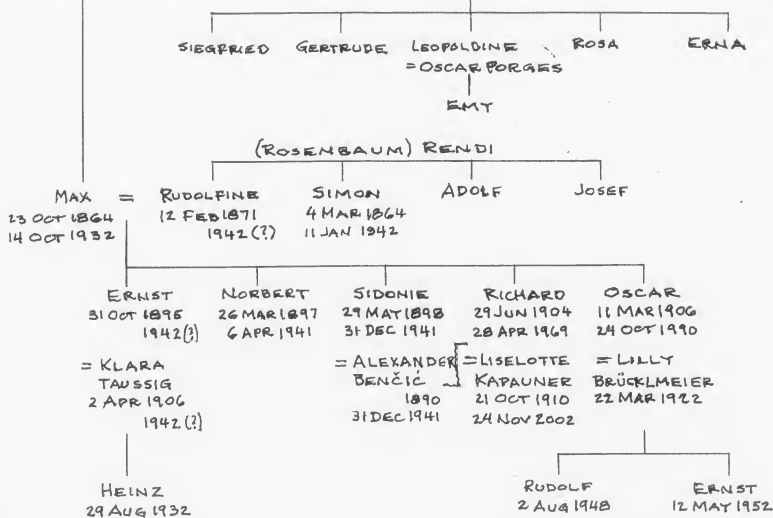 SIEGFRIED GERTRUDE LEOPOLDINE ROSA ERNA
= OSCAR PORGES
EMY
(ROSENBAUM) RENDI
MAX = RUDOLFINE SIMON ADOLF JOSEF
23 OCT 1864 12 FEB 1871 4 MAR 1864
14 OCT 1932 1942 (?) 11 JAN 1942
ERNST NORBERT SIDONIE RICHARD OSCAR
31 OCT 1895 26 MAR 1897 29 MAY 1898 29 JUN 1904 11 MAR 1906
1942 (?) 6 APR 1941 31 DEC 1941 28 APR 1969 24 OCT 1990
= KLARA = ALEXANDER = LISELOTTE = LILLY
TAUSSIG BENČIĆ KAPAUNER BRÜCKLMEIER
2 APR 1906 1890 21 OCT 1910 22 MAR 1922
1942 (?) 31 DEC 1941 24 NOV 2002
HEINZ RUDOLF ERNST
29 AUG 1932 2 AUG 1948 12 MAY 1952